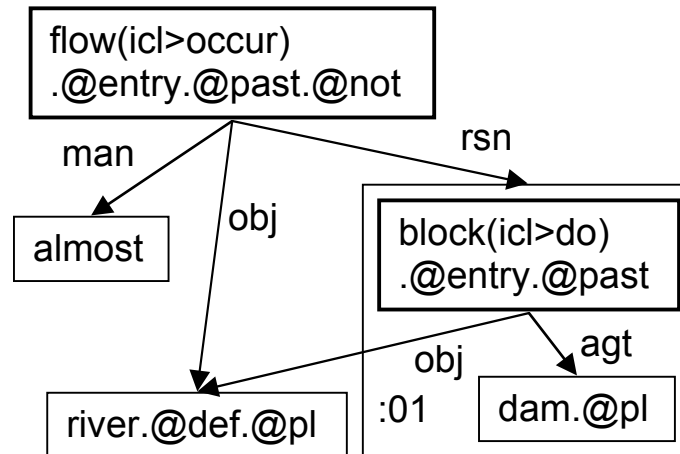 flow(icl>occur)
.@entry.@past.@not
man
rsn
almost
obj
block(icl>do)
.@entry.@past
obj
agt
:01
river.@def.@pl
dam.@pl